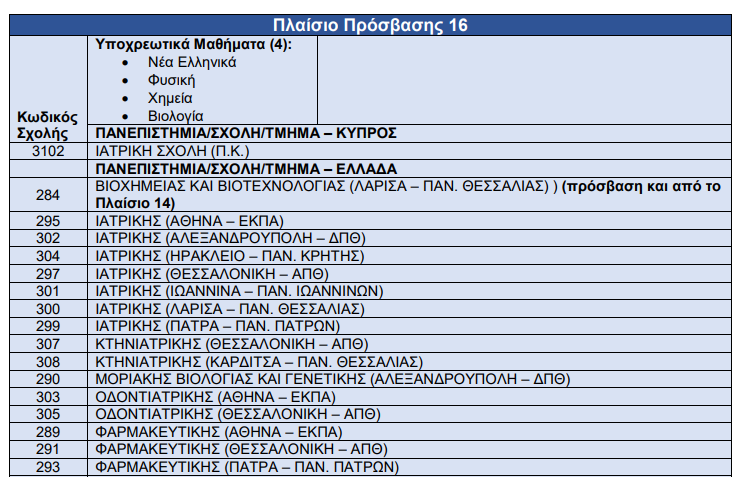 Πλαίσιο Πρόσβασης 16
Υποχρεωτικά Μαθήματα (4):
• Νέα Ελληνικά
• Φυσική
• Χημεία
• Βιολογία
Κωδικός
Σχολής
ΠΑΝΕΠΙΣΤΗΜΙΑ/ΣΧΟΛΗ/ΤΜΗΜΑ – ΚΥΠΡΟΣ
3102 ΙΑΤΡΙΚΗ ΣΧΟΛΗ (Π.Κ.)
ΠΑΝΕΠΙΣΤΗΜΙΑ/ΣΧΟΛΗ/ΤΜΗΜΑ – ΕΛΛΑΔΑ
284 ΒΙΟΧΗΜΕΙΑΣ ΚΑΙ ΒΙΟΤΕΧΝΟΛΟΓΙΑΣ (ΛΑΡΙΣΑ – ΠΑΝ. ΘΕΣΣΑΛΙΑΣ) ) (πρόσβαση και από το
Πλαίσιο 14)
295 ΙΑΤΡΙΚΗΣ (ΑΘΗΝΑ – ΕΚΠΑ)
302 ΙΑΤΡΙΚΗΣ (ΑΛΕΞΑΝΔΡΟΥΠΟΛΗ – ΔΠΘ)
304 ΙΑΤΡΙΚΗΣ (ΗΡΑΚΛΕΙΟ – ΠΑΝ. ΚΡΗΤΗΣ)
297 ΙΑΤΡΙΚΗΣ (ΘΕΣΣΑΛΟΝΙΚΗ – ΑΠΘ)
301 ΙΑΤΡΙΚΗΣ (ΙΩΑΝΝΙΝΑ – ΠΑΝ. ΙΩΑΝΝΙΝΩΝ)
300 ΙΑΤΡΙΚΗΣ (ΛΑΡΙΣΑ – ΠΑΝ. ΘΕΣΣΑΛΙΑΣ)
299 ΙΑΤΡΙΚΗΣ (ΠΑΤΡΑ – ΠΑΝ. ΠΑΤΡΩΝ)
307 ΚΤΗΝΙΑΤΡΙΚΗΣ (ΘΕΣΣΑΛΟΝΙΚΗ – ΑΠΘ)
308 ΚΤΗΝΙΑΤΡΙΚΗΣ (ΚΑΡΔΙΤΣΑ – ΠΑΝ. ΘΕΣΣΑΛΙΑΣ)
290 ΜΟΡΙΑΚΗΣ ΒΙΟΛΟΓΙΑΣ ΚΑΙ ΓΕΝΕΤΙΚΗΣ (ΑΛΕΞΑΝΔΡΟΥΠΟΛΗ – ΔΠΘ)
303 ΟΔΟΝΤΙΑΤΡΙΚΗΣ (ΑΘΗΝΑ – ΕΚΠΑ)
305 ΟΔΟΝΤΙΑΤΡΙΚΗΣ (ΘΕΣΣΑΛΟΝΙΚΗ – ΑΠΘ)
289 ΦΑΡΜΑΚΕΥΤΙΚΗΣ (ΑΘΗΝΑ – ΕΚΠΑ)
291 ΦΑΡΜΑΚΕΥΤΙΚΗΣ (ΘΕΣΣΑΛΟΝΙΚΗ – ΑΠΘ)
293 ΦΑΡΜΑΚΕΥΤΙΚΗΣ (ΠΑΤΡΑ – ΠΑΝ. ΠΑΤΡΩΝ)